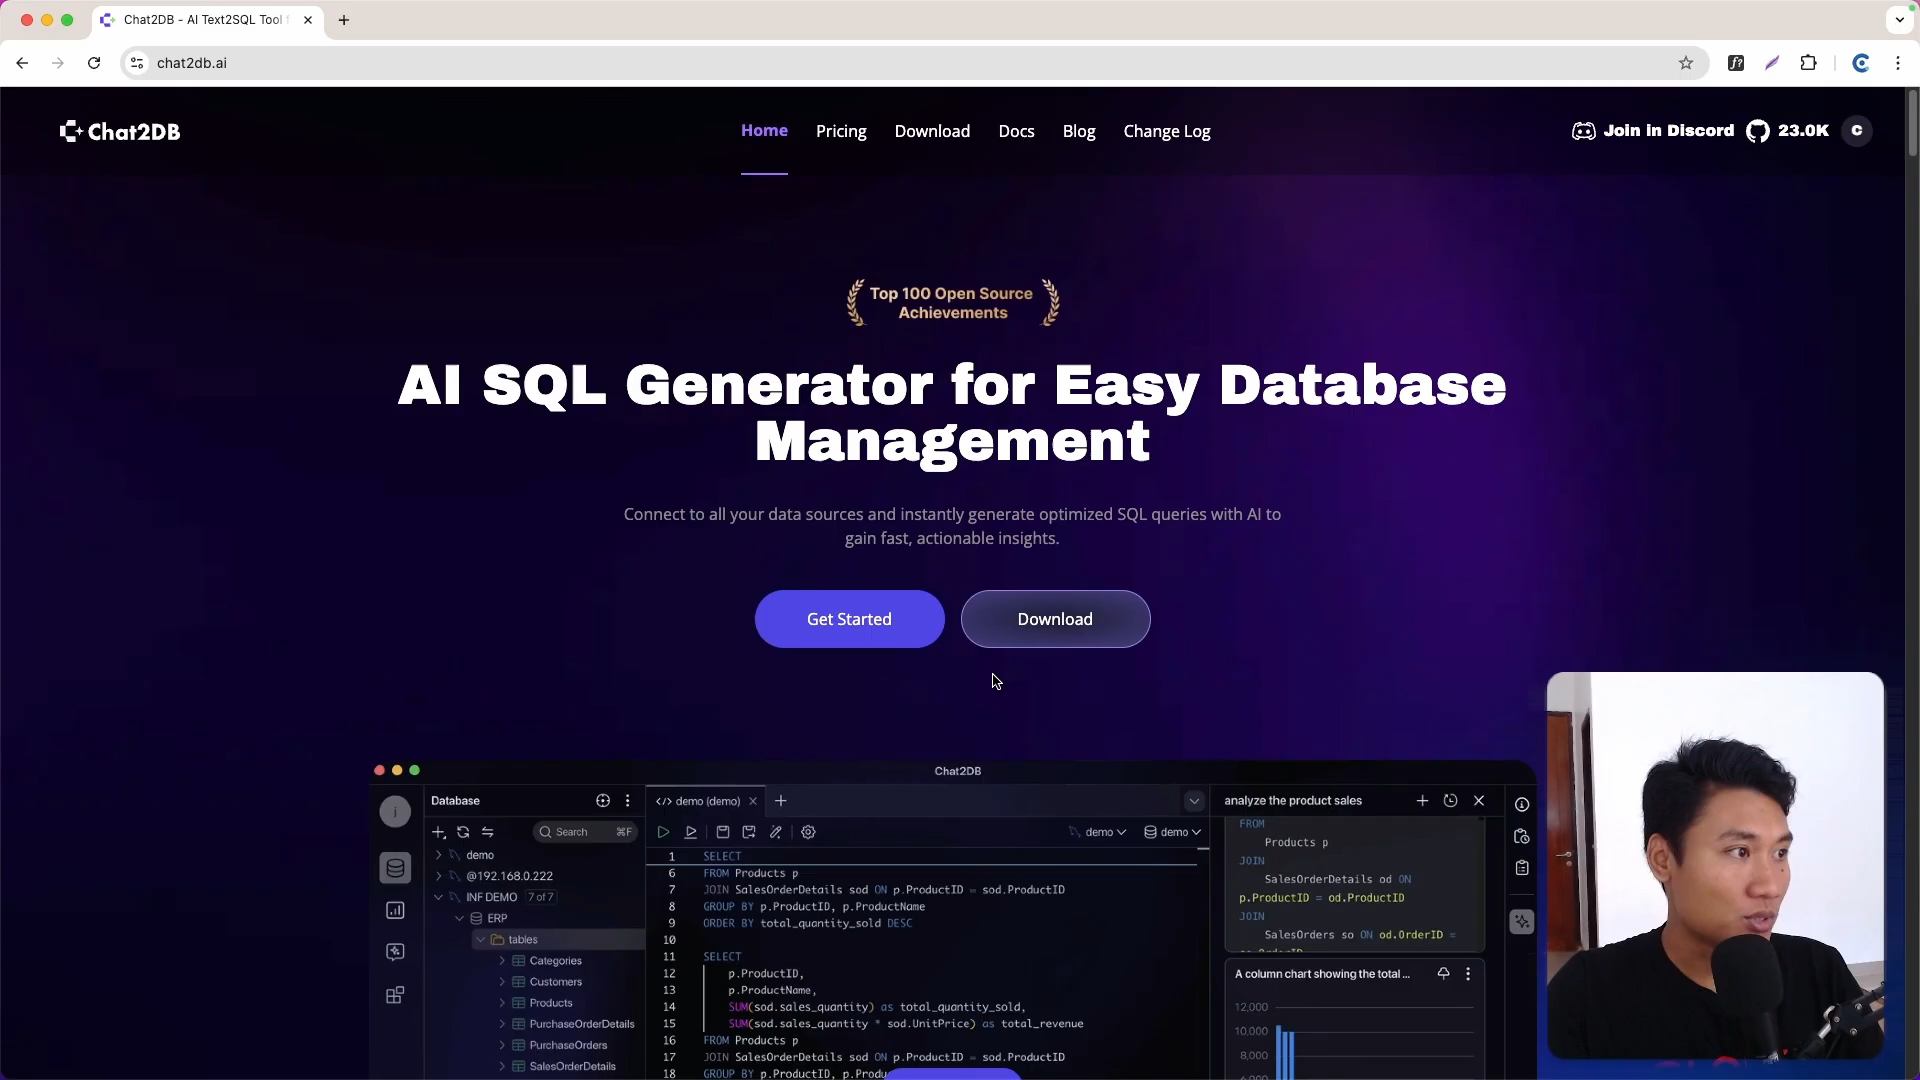 Chat2DB - AI Text2SQL Tool f
chat2db.ai
Chat2DB
Home
Pricing
Download
Docs
Blog
Change Log
Join in Discord
23.0K
C
Top 100 Open Source
Achievements
AI SQL Generator for Easy Database
Management
Connect to all your data sources and instantly generate optimized SQL queries with AI to
gain fast, actionable insights.
Get Started
Download
Chat2DB
Database
Search ⌘F
demo
@192.168.0.222
INF DEMO 7 of 7
ERP
tables
Categories
Customers
Products
PurchaseOrderDetails
PurchaseOrders
SalesOrderDetails
demo (demo)
demo
demo
1 SELECT
6 FROM Products p
7 JOIN SalesOrderDetails sod ON p.ProductID = sod.ProductID
8 GROUP BY p.ProductID, p.ProductName
9 ORDER BY total_quantity_sold DESC
10
11 SELECT
12 p.ProductID,
13 p.ProductName,
14 SUM(sod.sales_quantity) as total_quantity_sold,
15 SUM(sod.sales_quantity * sod.UnitPrice) as total_revenue
16 FROM Products p
17 JOIN SalesOrderDetails sod ON p.ProductID = sod.ProductID
18 GROUP BY p.ProductID, p.Produ
analyze the product sales
FROM
Products p
JOIN
SalesOrderDetails od ON
p.ProductID = od.ProductID
JOIN
SalesOrders so ON od.OrderID =
A column chart showing the total ...
12,000
10,000
8,000